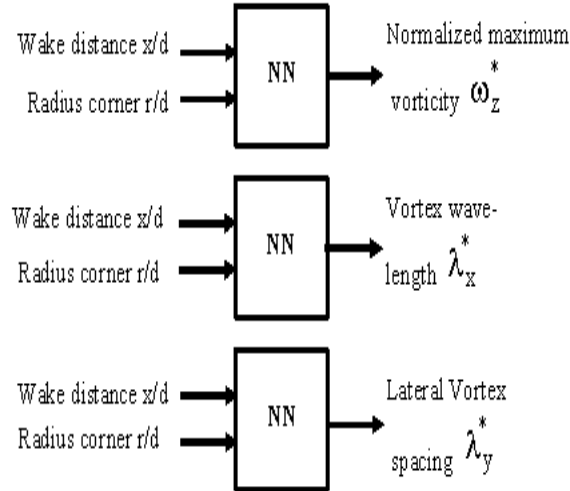 Wake distance x/d
Radius corner r/d
NN
Normalized maximum
vorticity ω*z
Wake distance x/d
Radius corner r/d
NN
Vortex wave-
length λ*x
Wake distance x/d
Radius corner r/d
NN
Lateral Vortex
spacing λ*y